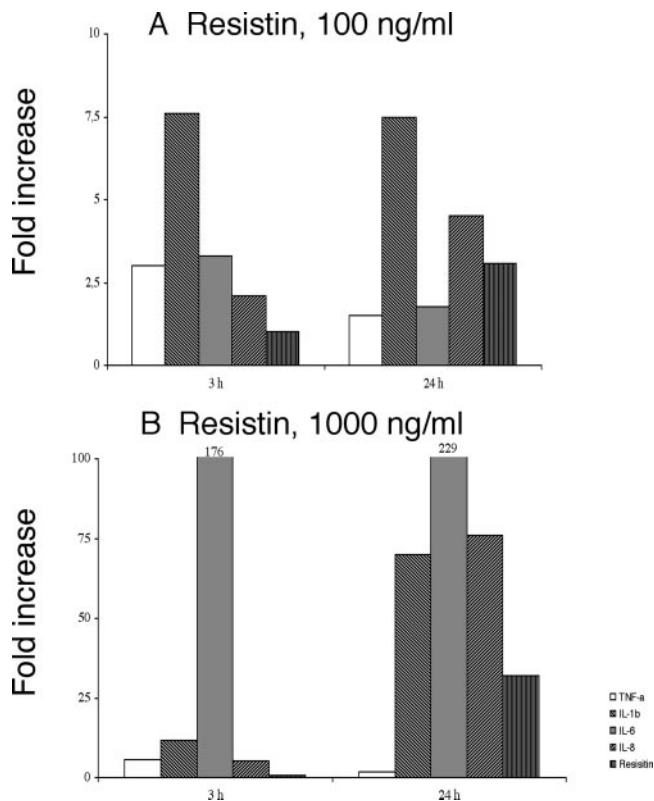 A Resistin, 100 ng/ml
Fold increase
10
7,5
5
2,5
0
3 h
24 h
B Resistin, 1000 ng/ml
Fold increase
100
75
50
25
0
176
229
3 h
24 h
TNF-a
IL-1b
IL-6
IL-8
Resistin